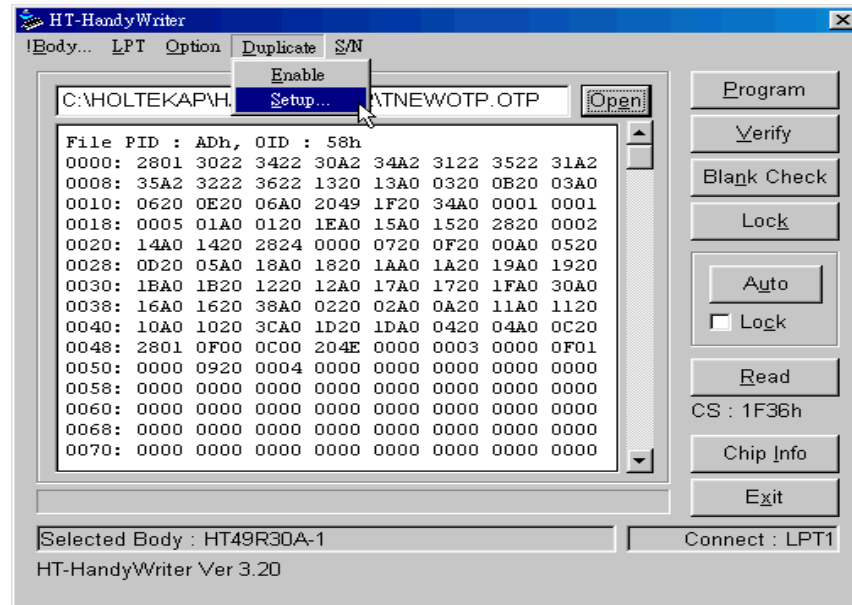 HT-HandyWriter
!Body... LPT Option Duplicate S/N
Enable
Setup...
C:\HOLTEKAP\H. \TNEWOTP.OTP Open
File PID : ADh, OID : 58h
0000: 2801 3022 3422 30A2 34A2 3122 3522 31A2
0008: 35A2 3222 3622 1320 13A0 0320 0B20 03A0
0010: 0620 0E20 06A0 2049 1F20 34A0 0001 0001
0018: 0005 01A0 0120 1EA0 15A0 1520 2820 0002
0020: 14A0 1420 2824 0000 0720 0F20 00A0 0520
0028: 0D20 05A0 18A0 1820 1AA0 1A20 19A0 1920
0030: 1BA0 1B20 1220 12A0 17A0 1720 1FA0 30A0
0038: 16A0 1620 38A0 0220 02A0 0A20 11A0 1120
0040: 10A0 1020 3CA0 1D20 1DA0 0420 04A0 0C20
0048: 2801 0F00 0C00 204E 0000 0003 0000 0F01
0050: 0000 0920 0004 0000 0000 0000 0000 0000
0058: 0000 0000 0000 0000 0000 0000 0000 0000
0060: 0000 0000 0000 0000 0000 0000 0000 0000
0068: 0000 0000 0000 0000 0000 0000 0000 0000
0070: 0000 0000 0000 0000 0000 0000 0000 0000
Program
Verify
Blank Check
Lock
Auto
Lock
Read
CS : 1F36h
Chip Info
Exit
Selected Body : HT49R30A-1
Connect : LPT1
HT-HandyWriter Ver 3.20